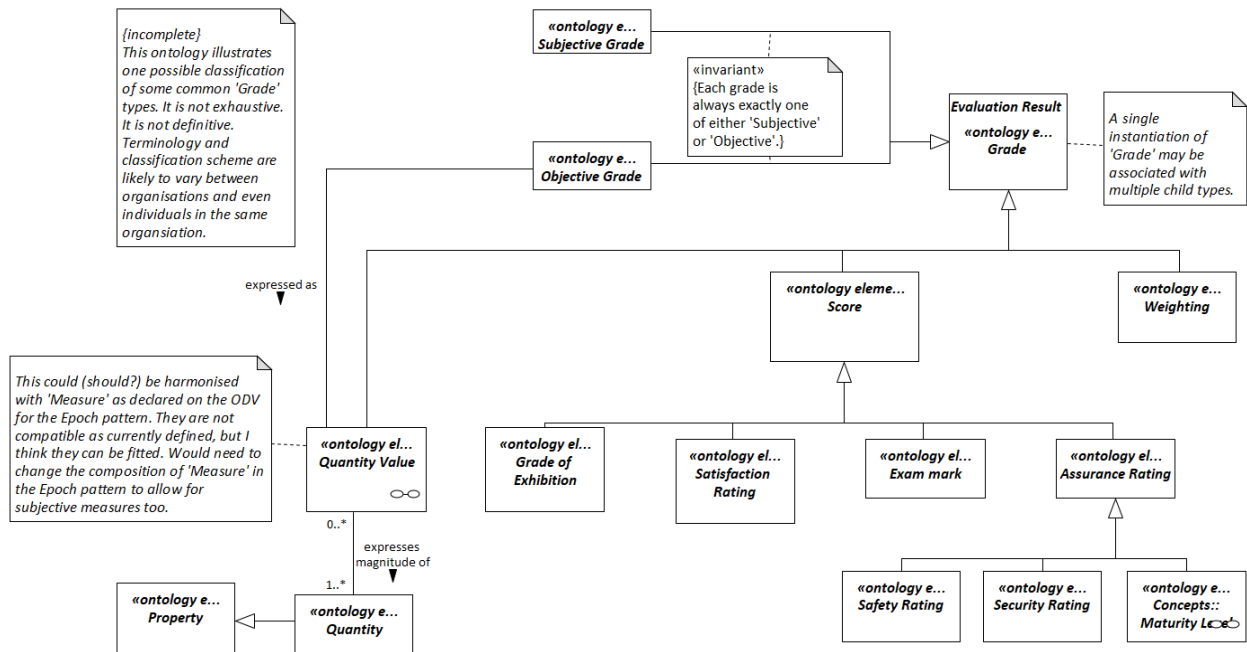 {incomplete}
This ontology illustrates
one possible classification
of some common 'Grade'
types. It is not exhaustive.
It is not definitive.
Terminology and
classification scheme are
likely to vary between
organisations and even
individuals in the same
organsiation.
«ontology e...
Subjective Grade
«invariant»
{Each grade is
always exactly one
of either 'Subjective'
or 'Objective'.}
«ontology e...
Objective Grade
Evaluation Result
«ontology e...
Grade
A single
instantiation of
'Grade' may be
associated with
multiple child types.
expressed as
«ontology eleme...
Score
«ontology e...
Weighting
This could (should?) be harmonised
with 'Measure' as declared on the ODV
for the Epoch pattern. They are not
compatible as currently defined, but I
think they can be fitted. Would need to
change the composition of 'Measure' in
the Epoch pattern to allow for
subjective measures too.
«ontology el...
Quantity Value
«ontology el...
Grade of
Exhibition
«ontology el...
Satisfaction
Rating
«ontology el...
Exam mark
«ontology el...
Assurance Rating
0..*
expresses
magnitude of
1..*
«ontology e...
Property
«ontology e...
Quantity
«ontology e...
Safety Rating
«ontology e...
Security Rating
«ontology e...
Concepts::
Maturity Level